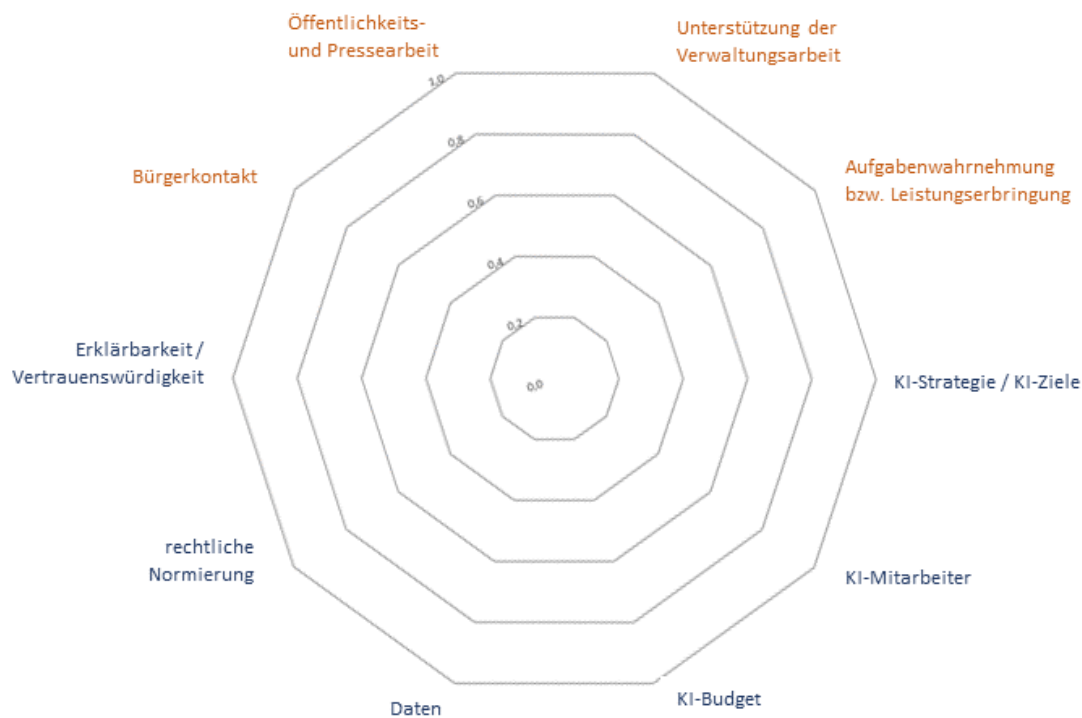 Öffentlichkeits-
und Pressearbeit
Unterstützung der
Verwaltungsarbeit
1,0
0,8
Bürgerkontakt
Aufgabenwahrnehmung
bzw. Leistungserbringung
0,6
0,4
0,2
Erklärbarkeit /
Vertrauenswürdigkeit
0,0
KI-Strategie / KI-Ziele
rechtliche
Normierung
KI-Mitarbeiter
Daten
KI-Budget